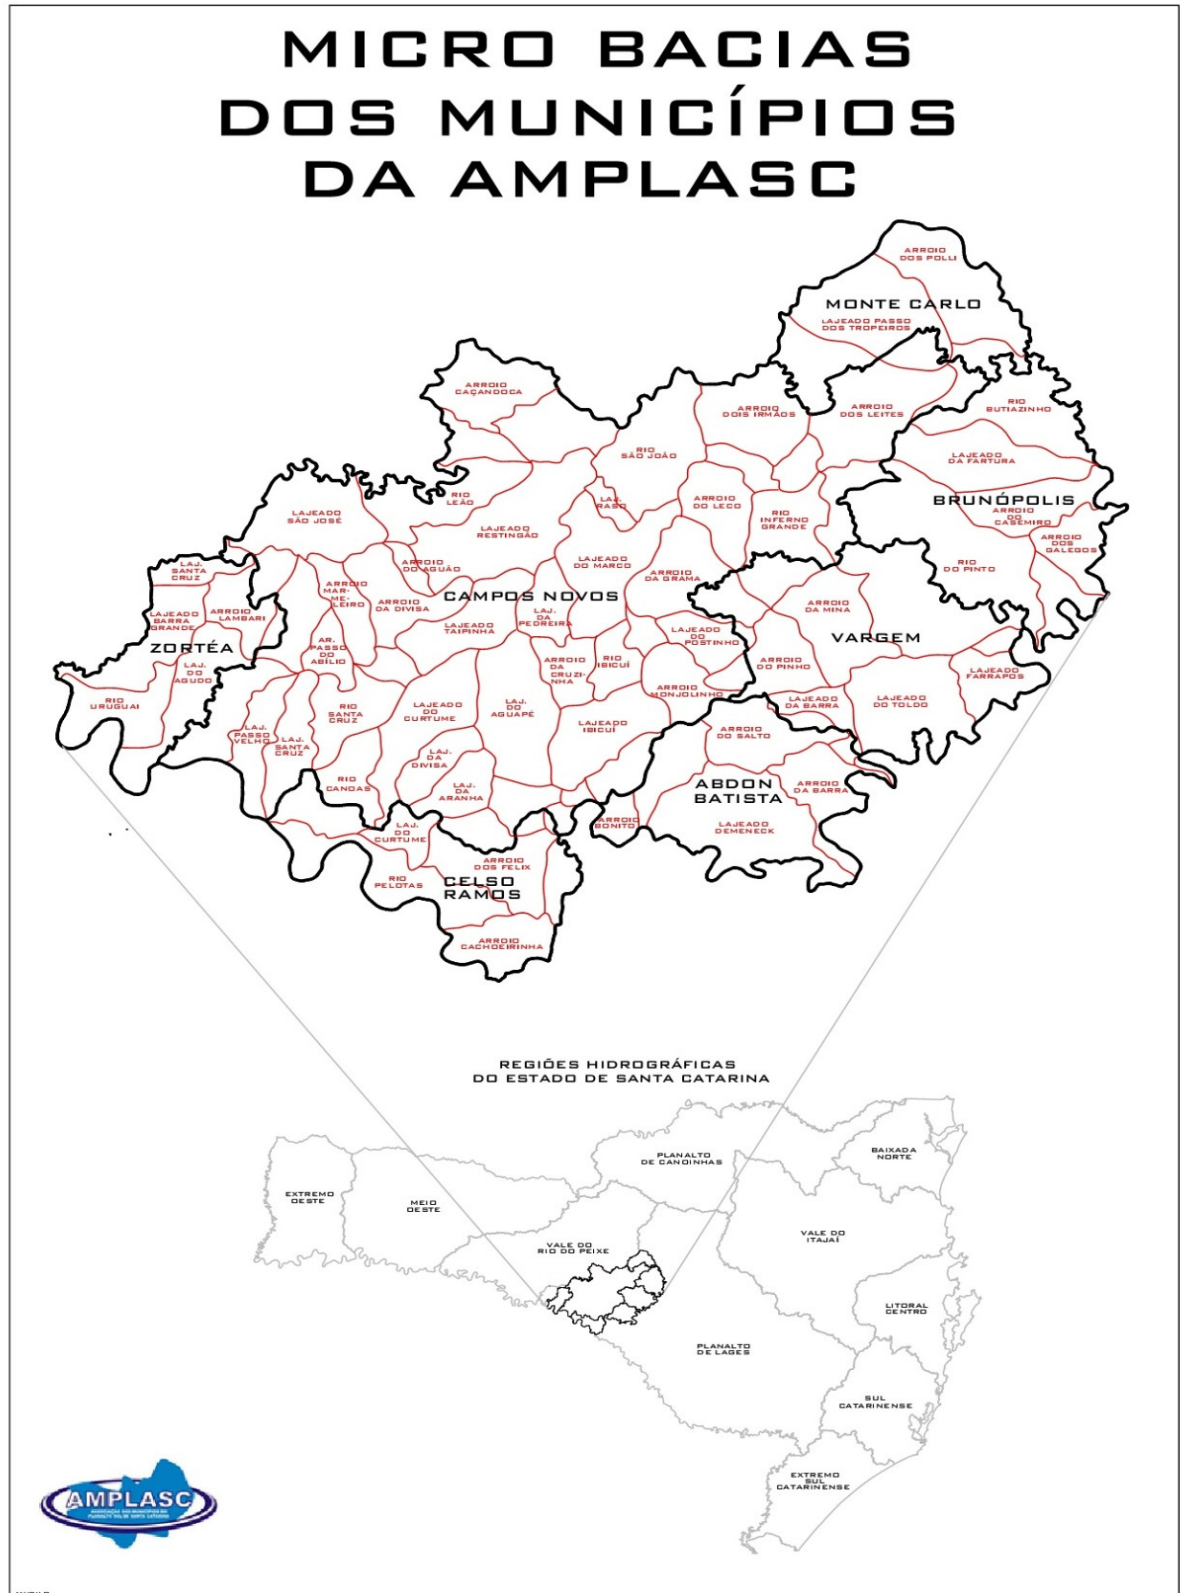 MICRO BACIAS
DOS MUNICÍPIOS
DA AMPLASC
ARROIO
DOS POLLI
MONTE CARLO
LAJEADO PASSO
DOS TROPEIROS
ARROIO
CAÇANDOCA
ARROIO
DOIS IRMÃOS
ARROIO
DOS LEITES
RIO
BUTIAZINHO
RIO
SÃO JOÃO
LAJEADO
DA FARTURA
RIO
LEÃO
LAJ.
RASO
ARROIO
DO LECO
BRUNÓPOLIS
ARROIO
DO
CASEMIRO
LAJEADO
SÃO JOSÉ
LAJEADO
RESTINGÃO
RIO
INFERNO
GRANDE
ARROIO
DOS
GALEGOS
LAJ.
SANTA
CRUZ
ARROIO
DO AGUÃO
LAJEADO
DO MARCO
ARROIO
DA GRAMA
RIO
DO PINTO
ARROIO
MAR-
ME-
LEIRO
ARROIO
DA DIVISA
CAMPOS NOVOS
ARROIO
DA MINA
LAJEADO
BARRA
GRANDE
ARROIO
LAMBARI
LAJEADO
TAIPINHA
LAJ.
DA
PEDREIRA
LAJEADO
DO
POSTINHO
VARGEM
ZORTÉA
AR.
PASSO
DO
ABÍLIO
ARROIO
DA
CRUZI-
NHA
RIO
IBICUÍ
ARROIO
DO PINHO
LAJEADO
FARRAPOS
LAJ.
DO
AGUDO
ARROIO
MONJOLINHO
RIO
URUGUAI
RIO
SANTA
CRUZ
LAJEADO
DO
CURTUME
LAJ.
DO
AGUAPÉ
LAJEADO
IBICUÍ
LAJEADO
DA BARRA
LAJEADO
DO TOLDO
LAJ.
PASSO
VELHO
LAJ.
SANTA
CRUZ
LAJ.
DA
DIVISA
ARROIO
DO SALTO
RIO
CANOAS
LAJ.
DA
ARANHA
ABDON
BATISTA
ARROIO
DA BARRA
LAJ.
DO
CURTUME
ARROIO
BONITO
LAJEADO
DEMENECK
ARROIO
DOS FELIX
RIO
PELOTAS
CELSO
RAMOS
ARROIO
CACHOEIRINHA
REGIÕES HIDROGRÁFICAS
DO ESTADO DE SANTA CATARINA
PLANALTO
DE CANOINHAS
BAIXADA
NORTE
EXTREMO
OESTE
MEIO
OESTE
VALE DO
RIO DO PEIXE
VALE DO
ITAJAÍ
LITORAL
CENTRO
PLANALTO
DE LAGES
SUL
CATARINENSE
EXTREMO
SUL
CATARINENSE
AMPLASC